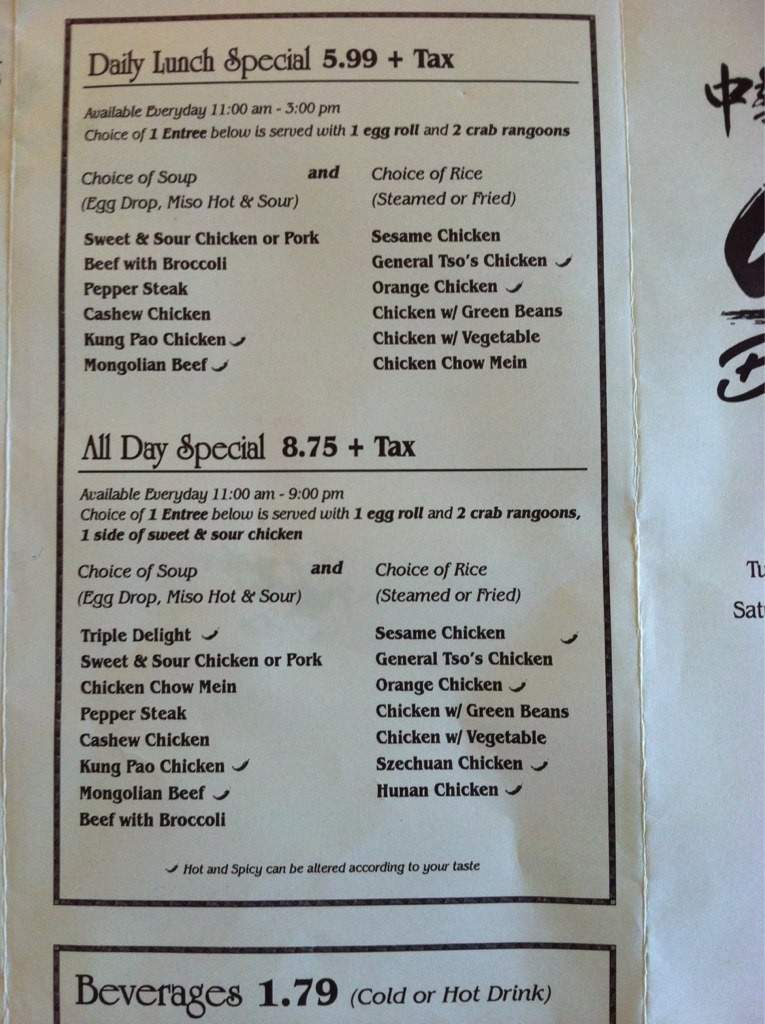 Daily Lunch Special 5.99 + Tax
Available Everyday 11:00 am - 3:00 pm
Choice of 1 Entree below is served with 1 egg roll and 2 crab rangoons
Choice of Soup and Choice of Rice
(Egg Drop, Miso Hot & Sour) (Steamed or Fried)
Sweet & Sour Chicken or Pork Sesame Chicken
Beef with Broccoli General Tso's Chicken
Pepper Steak Orange Chicken
Cashew Chicken Chicken w/ Green Beans
Kung Pao Chicken Chicken w/ Vegetable
Mongolian Beef Chicken Chow Mein
All Day Special 8.75 + Tax
Available Everyday 11:00 am - 9:00 pm
Choice of 1 Entree below is served with 1 egg roll and 2 crab rangoons,
1 side of sweet & sour chicken
Choice of Soup and Choice of Rice
(Egg Drop, Miso Hot & Sour) (Steamed or Fried)
Triple Delight Sesame Chicken
Sweet & Sour Chicken or Pork General Tso's Chicken
Chicken Chow Mein Orange Chicken
Pepper Steak Chicken w/ Green Beans
Cashew Chicken Chicken w/ Vegetable
Kung Pao Chicken Szechuan Chicken
Mongolian Beef Hunan Chicken
Beef with Broccoli
Hot and Spicy can be altered according to your taste
Beverages 1.79 (Cold or Hot Drink)
中